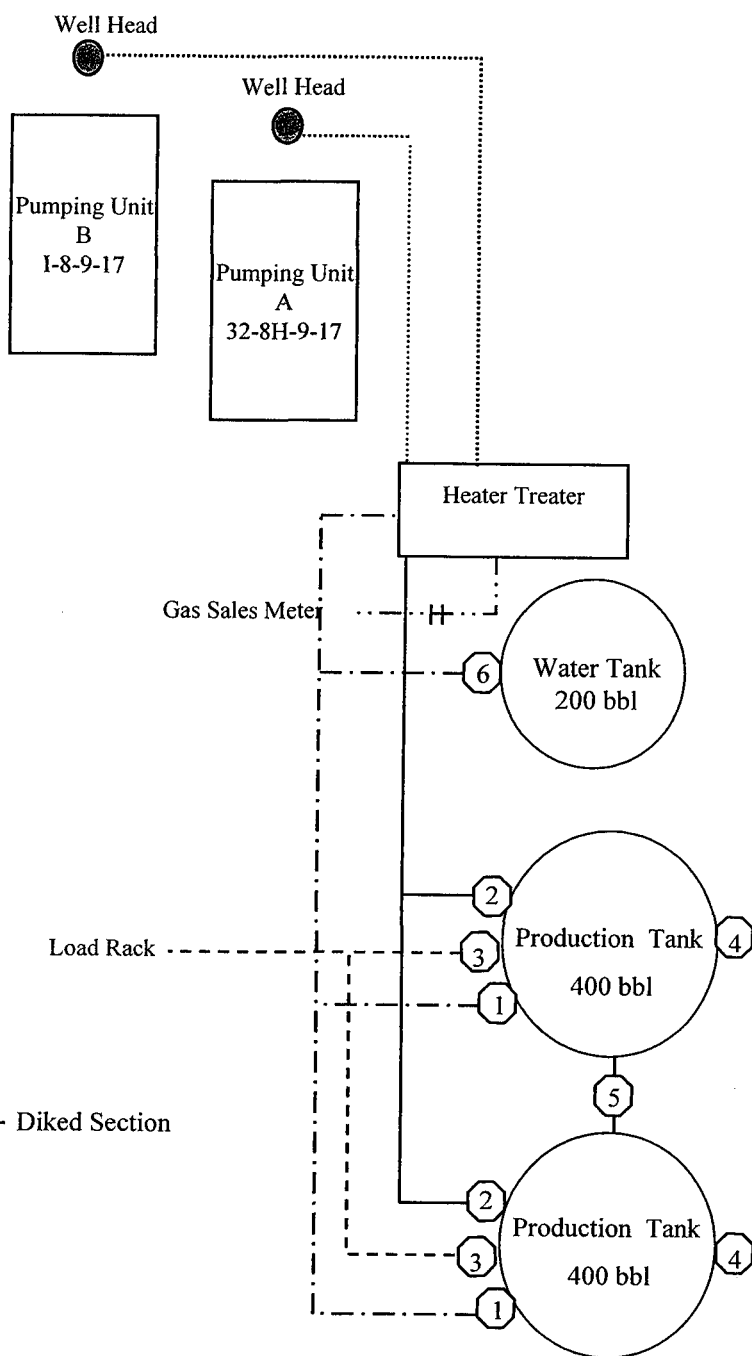 Well Head
Well Head
Pumping Unit
B
1-8-9-17
Pumping Unit
A
32-8H-9-17
Heater Treater
Gas Sales Meter
6
Water Tank
200 bbl
2
Load Rack
3
Production Tank
400 bbl
4
1
5
Diked Section
2
3
Production Tank
400 bbl
4
1